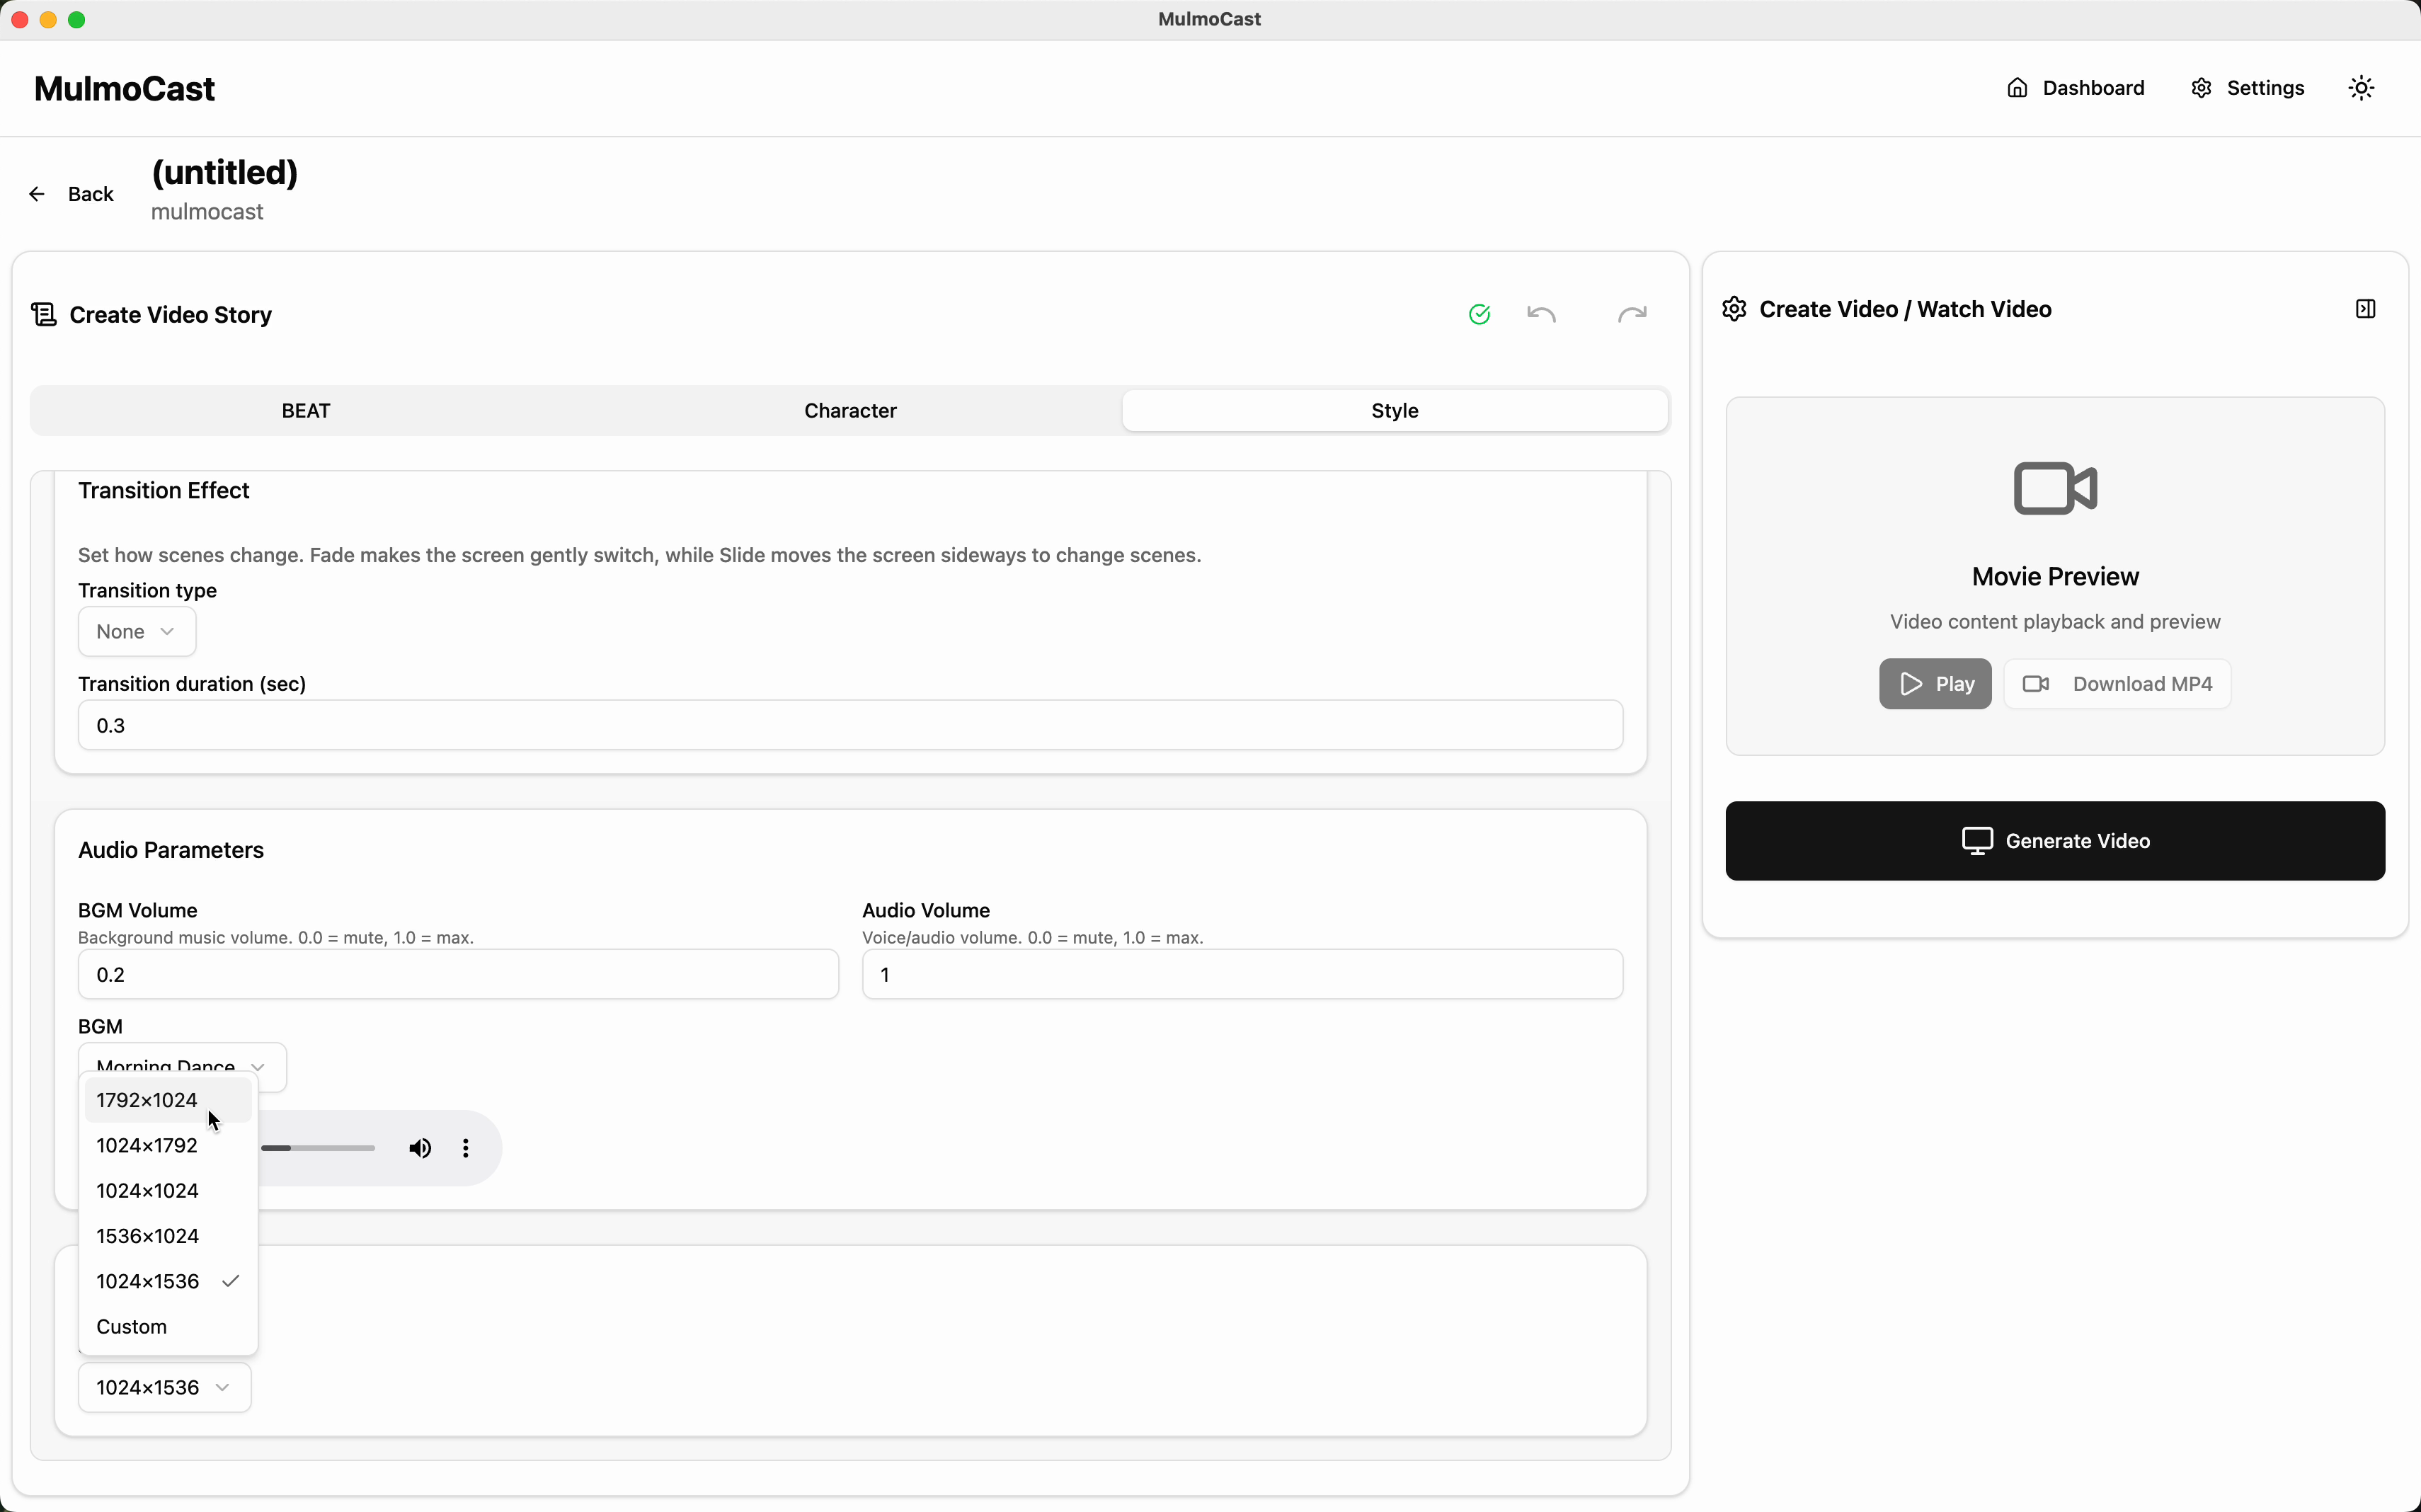 MulmoCast
MulmoCast
Dashboard
Settings
Back
(untitled)
mulmocast
Create Video Story
BEAT
Character
Style
Transition Effect
Set how scenes change. Fade makes the screen gently switch, while Slide moves the screen sideways to change scenes.
Transition type
None
Transition duration (sec)
0.3
Audio Parameters
BGM Volume
Audio Volume
Background music volume. 0.0 = mute, 1.0 = max.
Voice/audio volume. 0.0 = mute, 1.0 = max.
0.2
1
BGM
Morning Dance
1792×1024
1024×1792
1024×1024
1536×1024
1024×1536
Custom
1024×1536
Create Video / Watch Video
Movie Preview
Video content playback and preview
Play
Download MP4
Generate Video